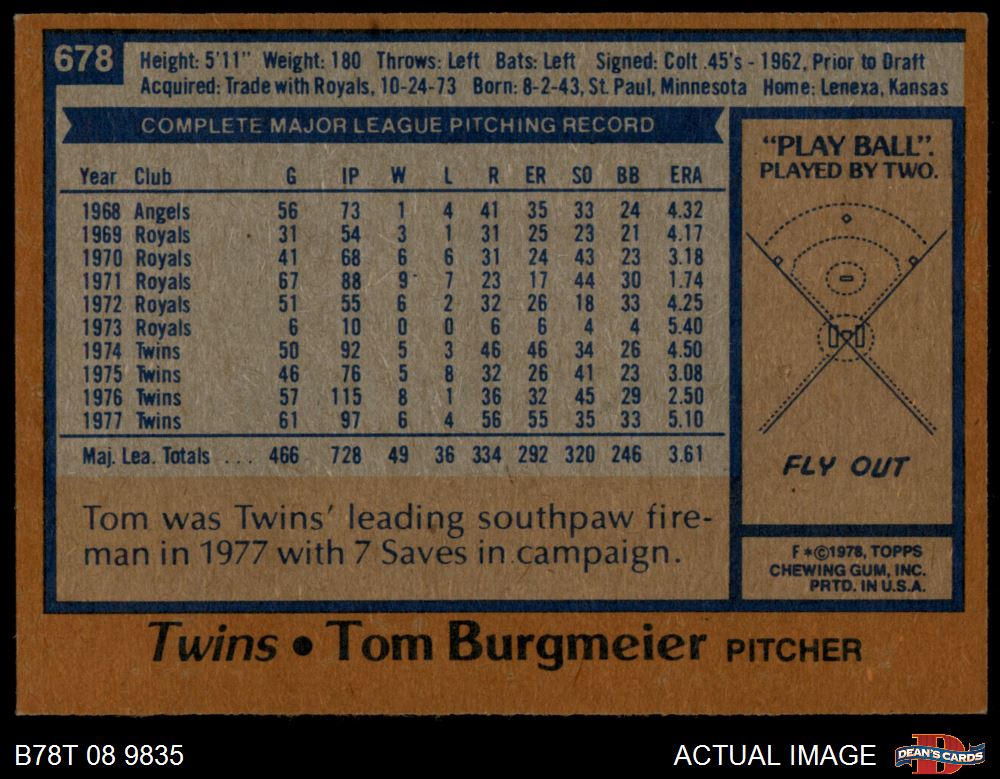 678
Height: 5'11" Weight: 180 Throws: Left Bats: Left Signed: Colt .45's - 1962, Prior to Draft
Acquired: Trade with Royals, 10-24-73 Born: 8-2-43, St. Paul, Minnesota Home: Lenexa, Kansas
COMPLETE MAJOR LEAGUE PITCHING RECORD
Year Club G IP W L R ER SO BB ERA
1968 Angels 56 73 1 4 41 35 33 24 4.32
1969 Royals 31 54 3 1 31 25 23 21 4.17
1970 Royals 41 68 6 6 31 24 43 23 3.18
1971 Royals 67 88 9 7 23 17 44 30 1.74
1972 Royals 51 55 6 2 32 26 18 33 4.25
1973 Royals 6 10 0 0 6 6 4 4 5.40
1974 Twins 50 92 5 3 46 46 34 26 4.50
1975 Twins 46 76 5 8 32 26 41 23 3.08
1976 Twins 57 115 8 1 36 32 45 29 2.50
1977 Twins 61 97 6 4 56 55 35 33 5.10
Maj. Lea. Totals ... 466 728 49 36 334 292 320 246 3.61
Tom was Twins' leading southpaw fire-
man in 1977 with 7 Saves in campaign.
"PLAY BALL".
PLAYED BY TWO.
FLY OUT
F *©1978, TOPPS
CHEWING GUM, INC.
PRTD. IN U.S.A.
Twins • Tom Burgmeier PITCHER
B78T 08 9835
ACTUAL IMAGE
DEAN'S CARDS